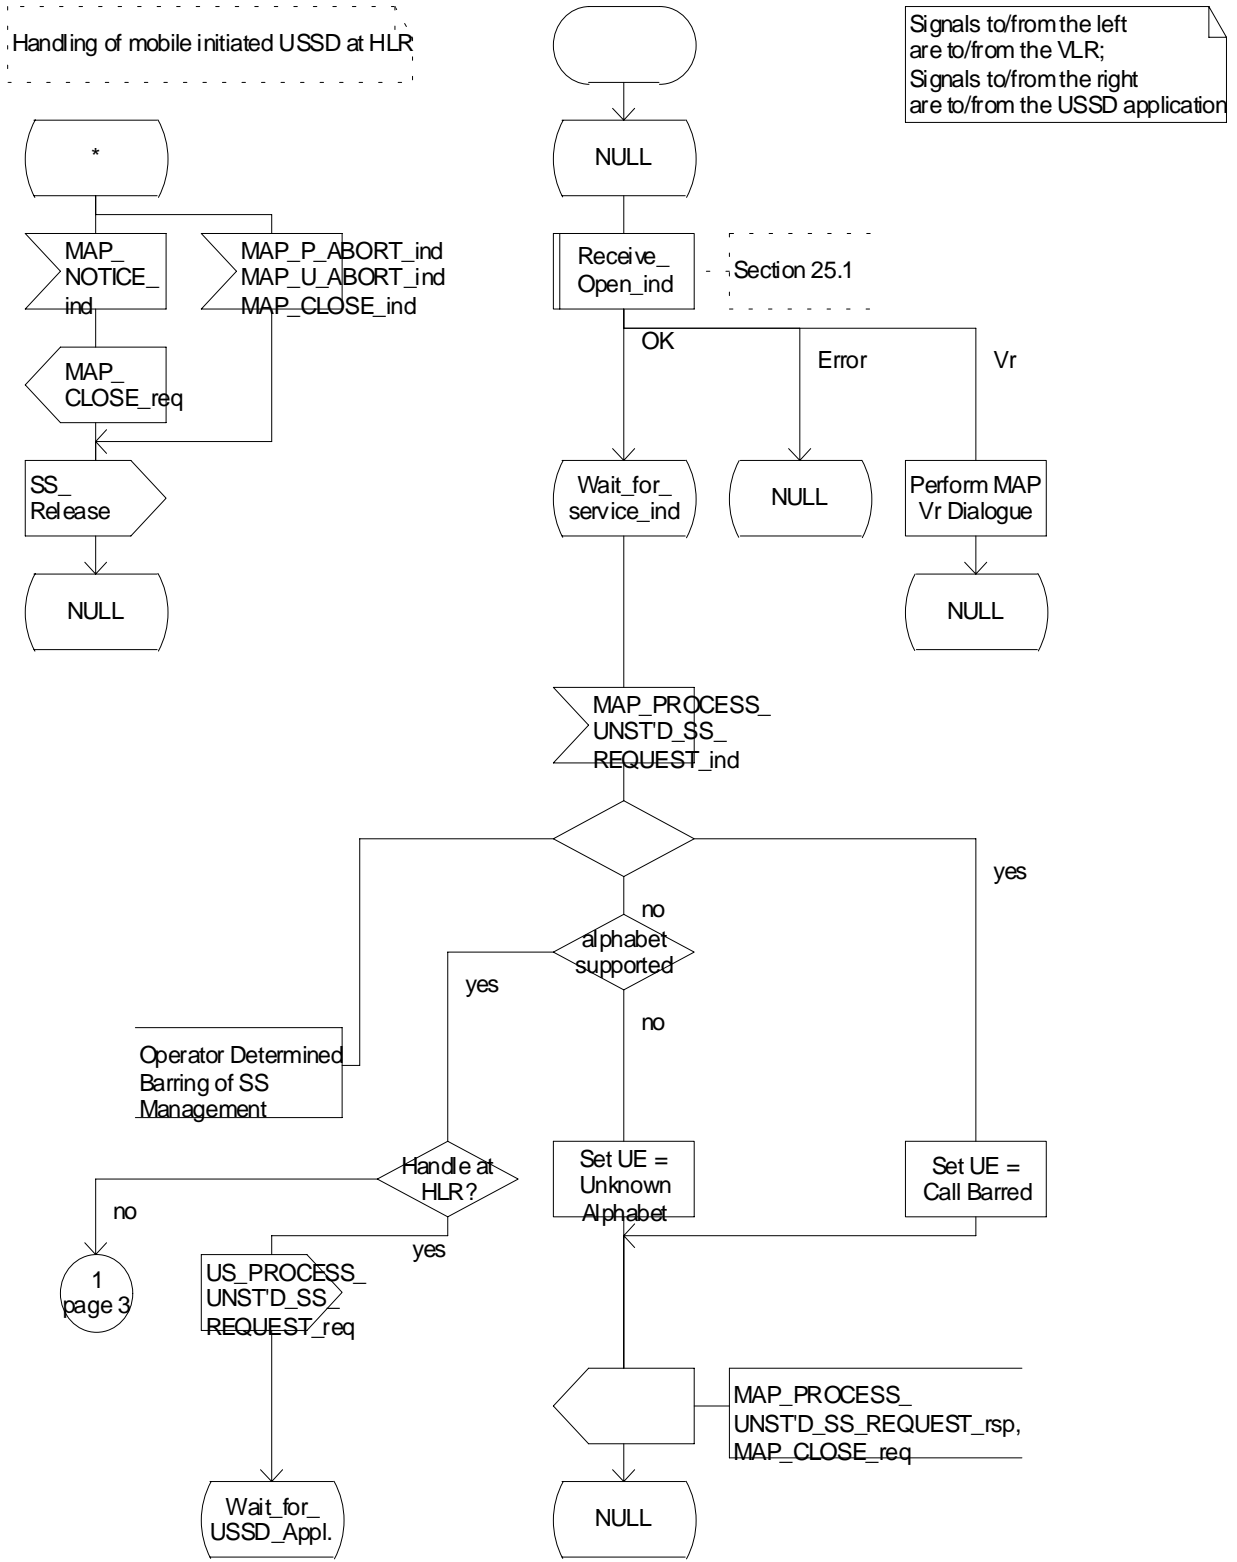 Handling of mobile initiated USSD at HLR
Signals to/from the left
are to/from the VLR;
Signals to/from the right
are to/from the USSD application
*
NULL
MAP_
NOTICE_
ind
MAP_P_ABORT_ind
MAP_U_ABORT_ind
MAP_CLOSE_ind
Receive_
Open_ind
Section 25.1
OK
Error
Vr
MAP_
CLOSE_req
SS_
Release
Wait_for_
service_ind
NULL
Perform MAP
Vr Dialogue
NULL
NULL
MAP_PROCESS_
UNST'D_SS_
REQUEST_ind
yes
no
alphabet
supported
yes
no
Operator Determined
Barring of SS
Management
Handle at
HLR?
Set UE =
Unknown
Alphabet
Set UE =
Call Barred
no
yes
1
page 3
US_PROCESS_
UNST'D_SS_
REQUEST_req
MAP_PROCESS_
UNST'D_SS_REQUEST_rsp,
MAP_CLOSE_req
Wait_for_
USSD_Appl.
NULL